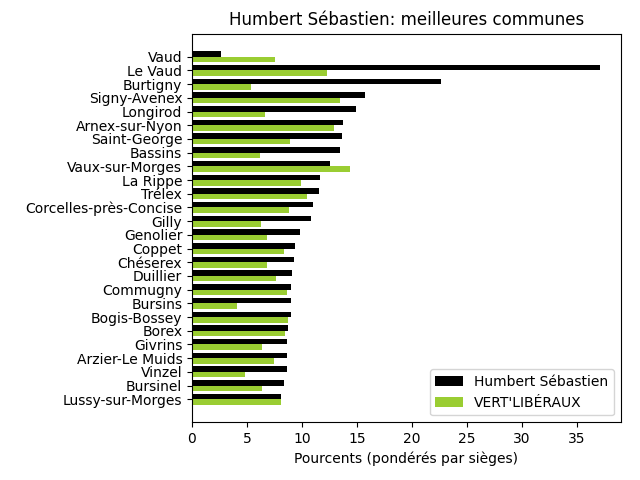 Humbert Sébastien: meilleures communes
Vaud
Le Vaud
Burtigny
Signy-Avenex
Longirod
Arnex-sur-Nyon
Saint-George
Bassins
Vaux-sur-Morges
La Rippe
Trélex
Corcelles-près-Concise
Gilly
Genolier
Coppet
Chéserex
Duillier
Commugny
Bursins
Bogis-Bossey
Borex
Givrins
Arzier-Le Muids
Vinzel
Bursinel
Lussy-sur-Morges
Humbert Sébastien
VERT'LIBÉRAUX
0 5 10 15 20 25 30 35
Pourcents (pondérés par sièges)